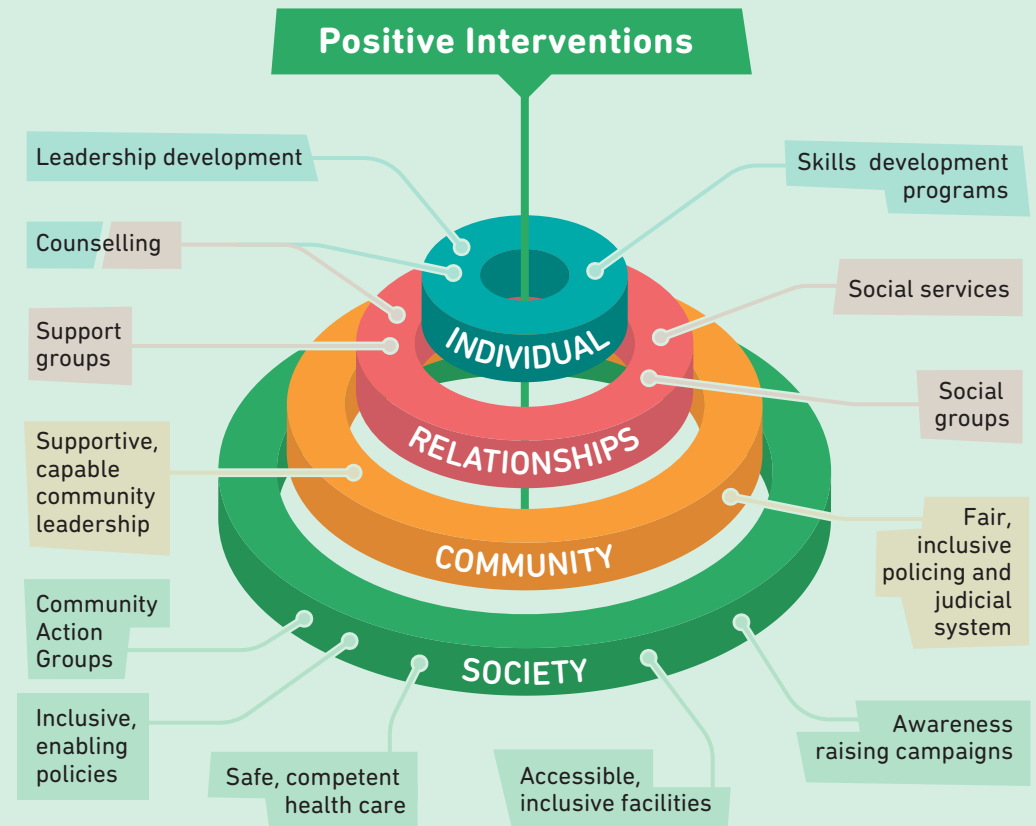 Positive Interventions
Leadership development
Skills development
programs
Counselling
Social services
Support
groups
Social
groups
INDIVIDUAL
RELATIONSHIPS
COMMUNITY
SOCIETY
Supportive,
capable
community
leadership
Fair,
inclusive
policing and
judicial
system
Community
Action
Groups
Inclusive,
enabling
policies
Safe, competent
health care
Accessible,
inclusive facilities
Awareness
raising campaigns